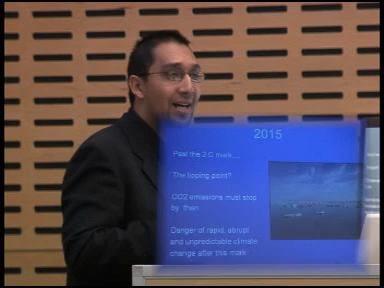 2015
Past the 2 C mark....
The tipping point?
CO2 emissions must stop
by then
Danger of rapid, abrupt
and unpredictable climate
change after this mark